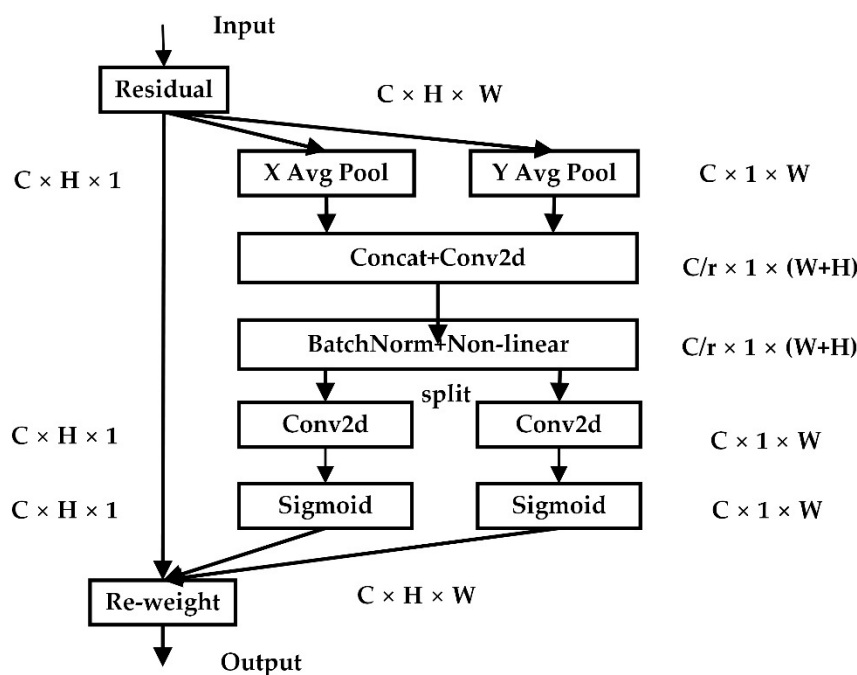 Input
Residual
C × H × W
C × H × 1
X Avg Pool
Y Avg Pool
C × 1 × W
Concat+Conv2d
C/r × 1 × (W+H)
BatchNorm+Non-linear
C/r × 1 × (W+H)
split
C × H × 1
Conv2d
Conv2d
C × 1 × W
C × H × 1
Sigmoid
Sigmoid
C × 1 × W
Re-weight
C × H × W
Output